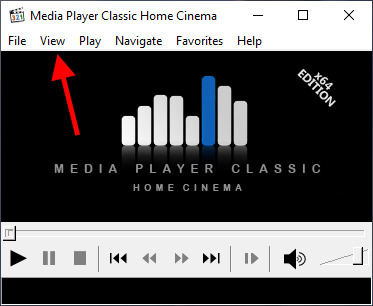 Media Player Classic Home Cinema
File View Play Navigate Favorites Help
x64
EDITION
MEDIA PLAYER CLASSIC
HOME CINEMA